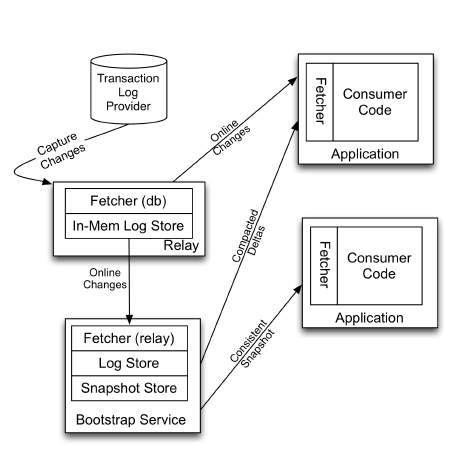 Transaction
Log
Provider
Capture
Changes
Fetcher (db)
In-Mem Log Store
Relay
Online
Changes
Fetcher
Consumer
Code
Application
Online
Changes
Compacted
Deltas
Fetcher
Consumer
Code
Application
Fetcher (relay)
Log Store
Snapshot Store
Bootstrap Service
Consistent
Snapshot